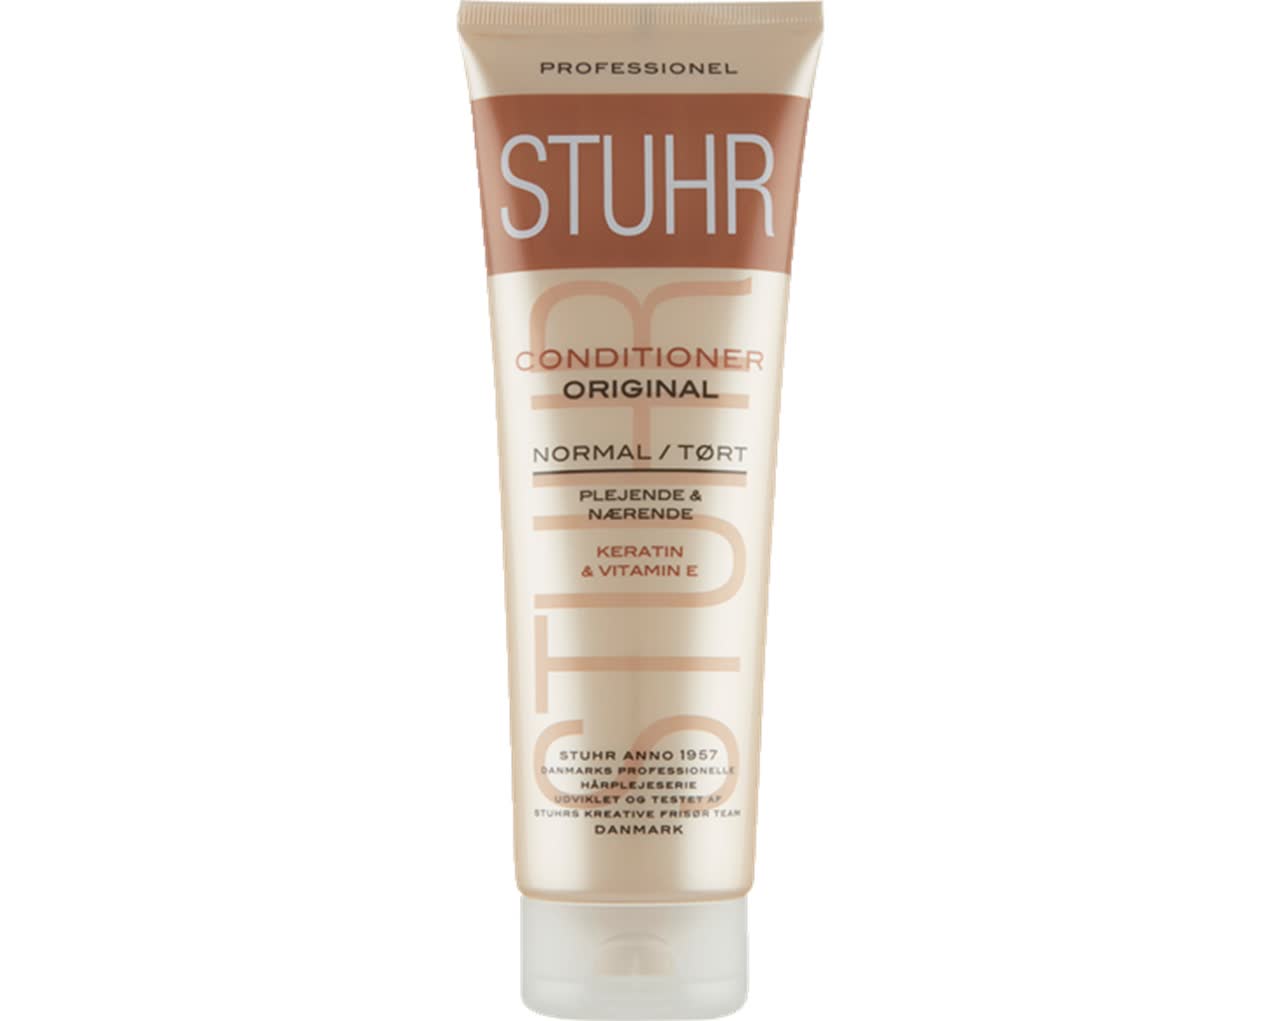 PROFESSIONEL
STUHR
STUHR
CONDITIONER
ORIGINAL
NORMAL / TØRT
PLEJENDE &
NÆRENDE
KERATIN
& VITAMIN E
STUHR ANNO 1957
DANMARKS PROFESSIONELLE
HÅRPLEJESERIE
UDVIKLET OG TESTET AF
STUHRS KREATIVE FRISØR TEAM
DANMARK